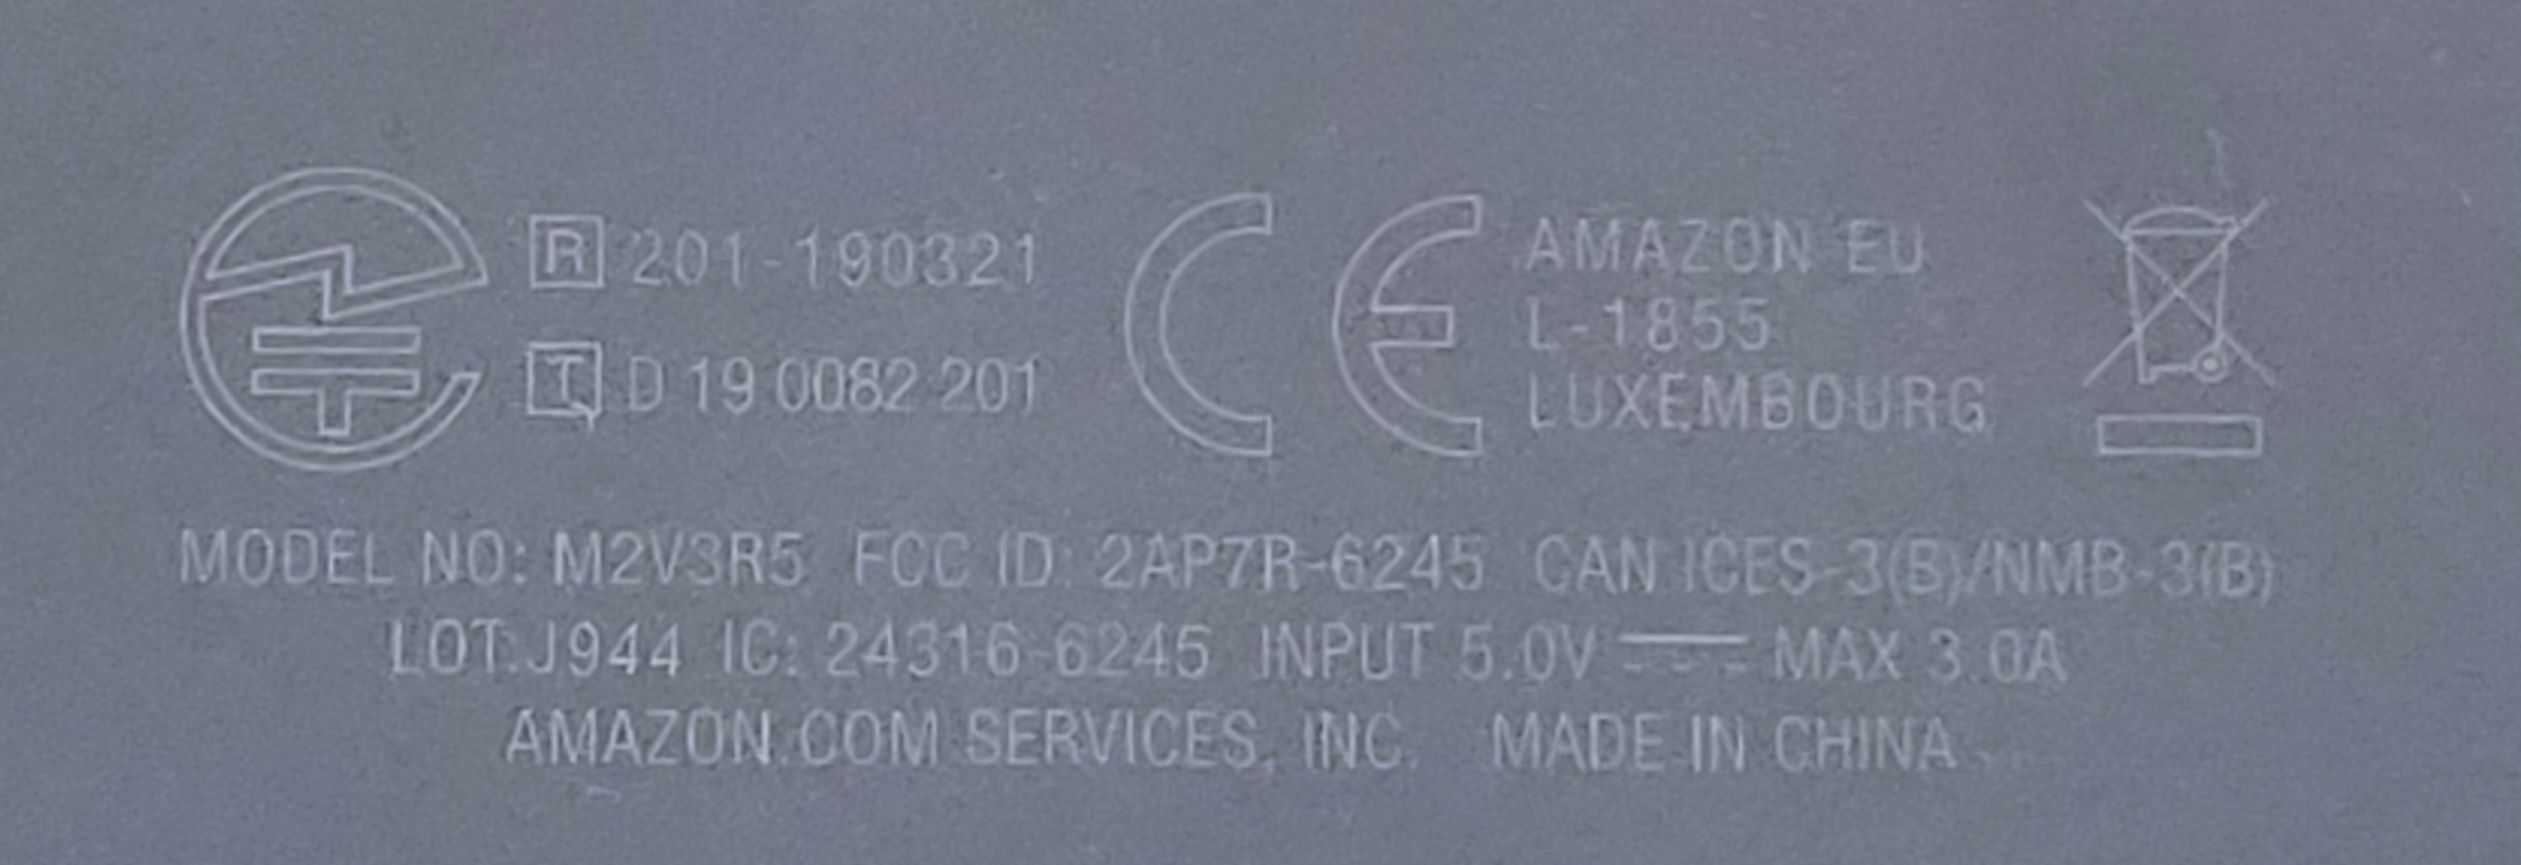 R 201-190321
T D 19 0082 201
CE
AMAZON EU
L-1855
LUXEMBOURG
MODEL NO: M2V3R5 FCC ID: 2AP7R-6245 CAN ICES-3(B)/NMB-3(B)
LOT:J944 IC: 24316-6245 INPUT 5.0V ⎓ MAX 3.0A
AMAZON.COM SERVICES, INC. MADE IN CHINA